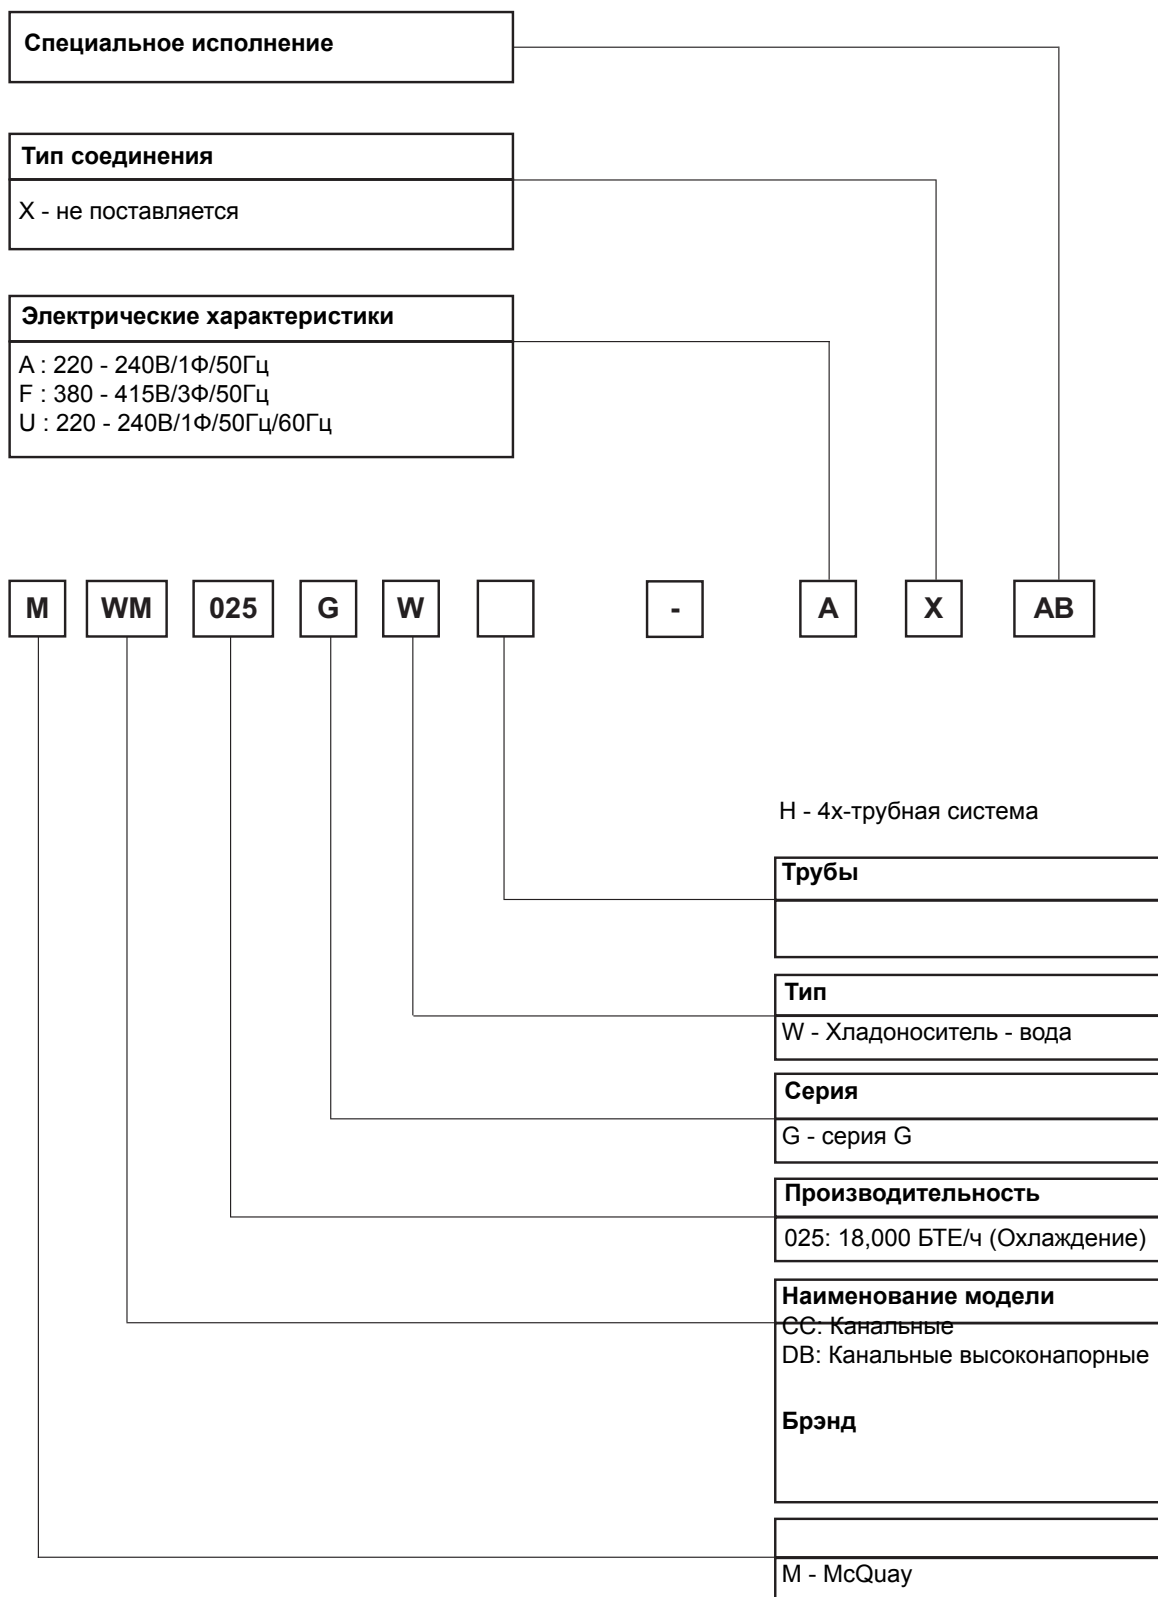 Специальное исполнение
Тип соединения
X - не поставляется
Электрические характеристики
A : 220 - 240В/1Ф/50Гц
F : 380 - 415В/3Ф/50Гц
U : 220 - 240В/1Ф/50Гц/60Гц
M WM 025 G W - A X AB
H - 4х-трубная система
Трубы
Тип
W - Хладоноситель - вода
Серия
G - серия G
Производительность
025: 18,000 БТЕ/ч (Охлаждение)
Наименование модели
CC: Канальные
DB: Канальные высоконапорные
Брэнд
M - McQuay